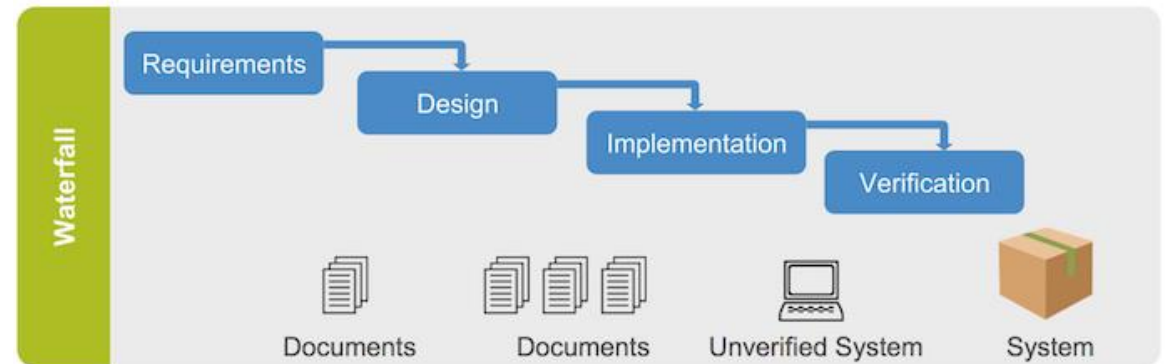 Waterfall
Requirements
Design
Implementation
Verification
Documents
Documents
Unverified System
System